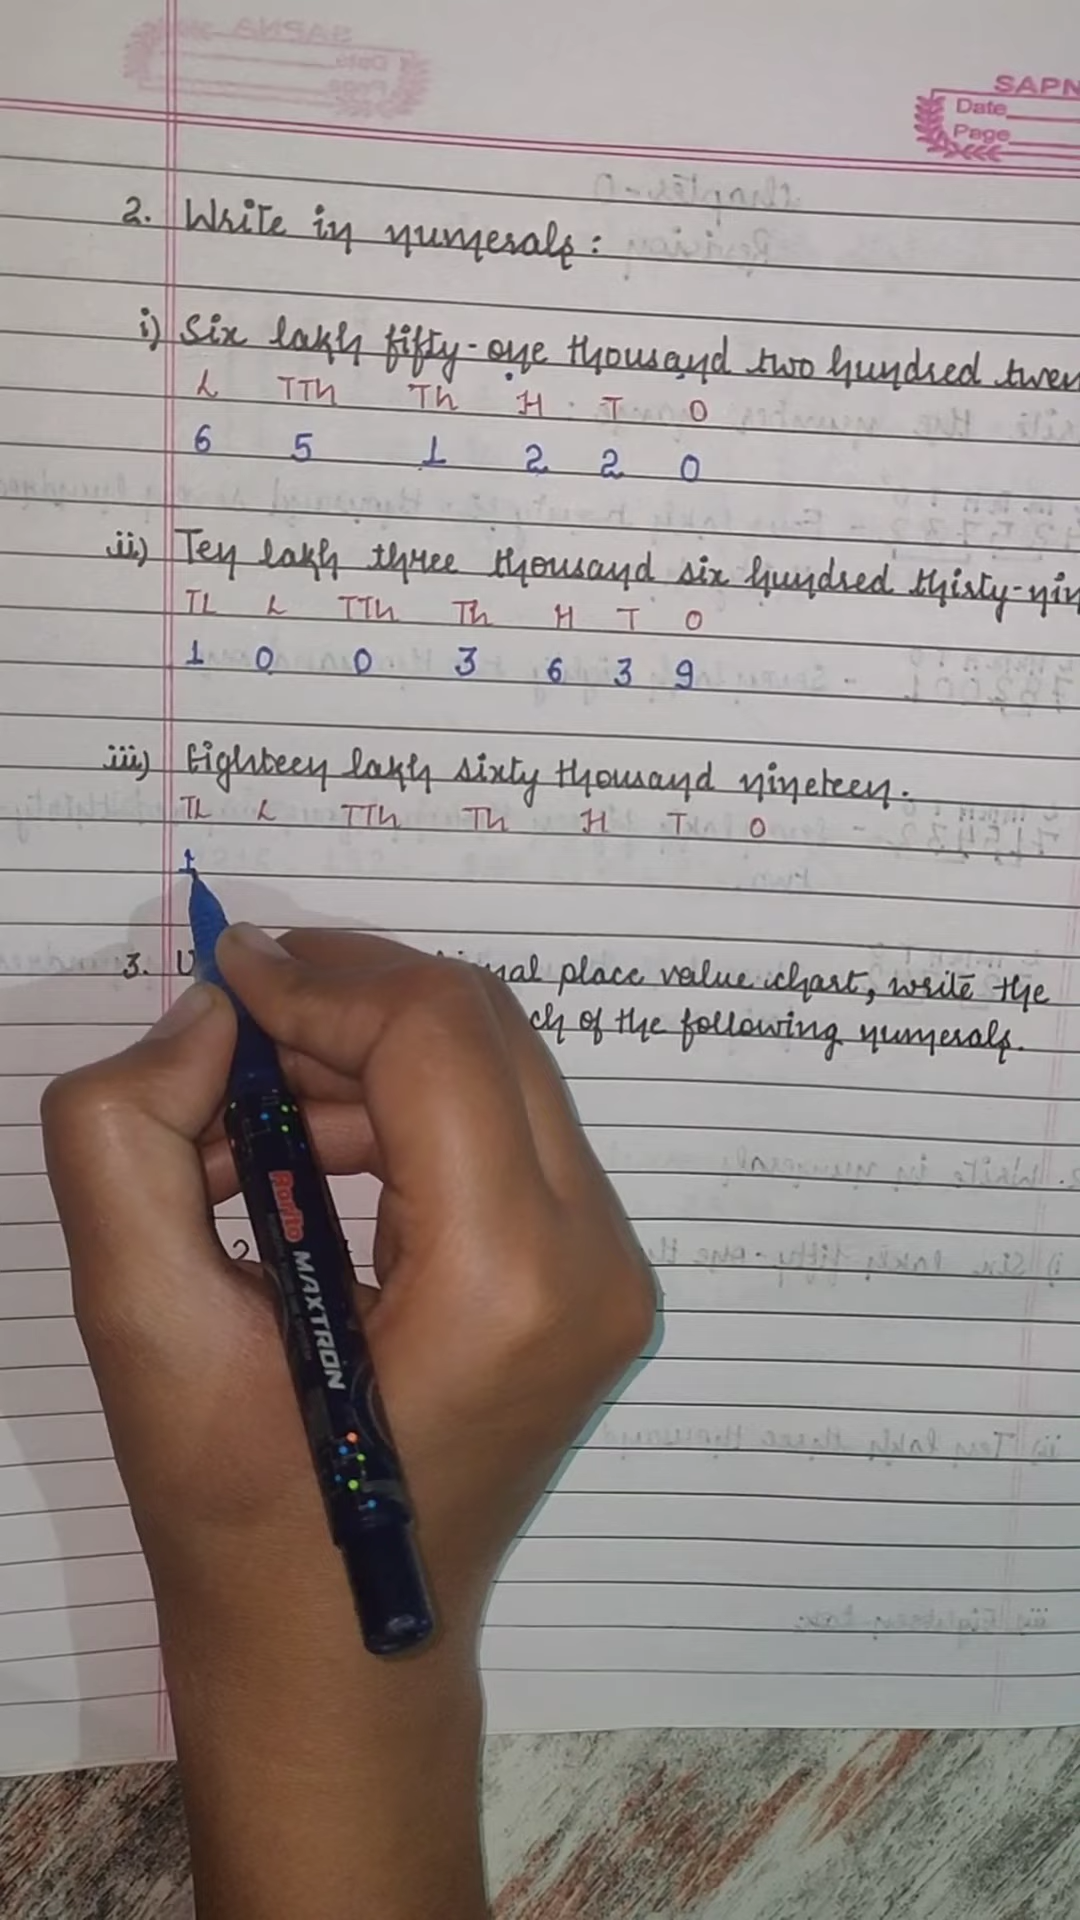 SAPN
Date
Page
2. Write in numerals:
i) Six lakh fifty-one thousand two hundred twen
L TTh Th H T O
6 5 1 2 2 0
ii) Ten lakh three thousand six hundred thirty-nin
TL L TTh Th H T O
1 0 0 3 6 3 9
iii) Eighteen lakh sixty thousand nineteen.
TL L TTh Th H T O
1
3. U nal place value chart, write the
ch of the following numerals.
2
Rorito MAXTRON